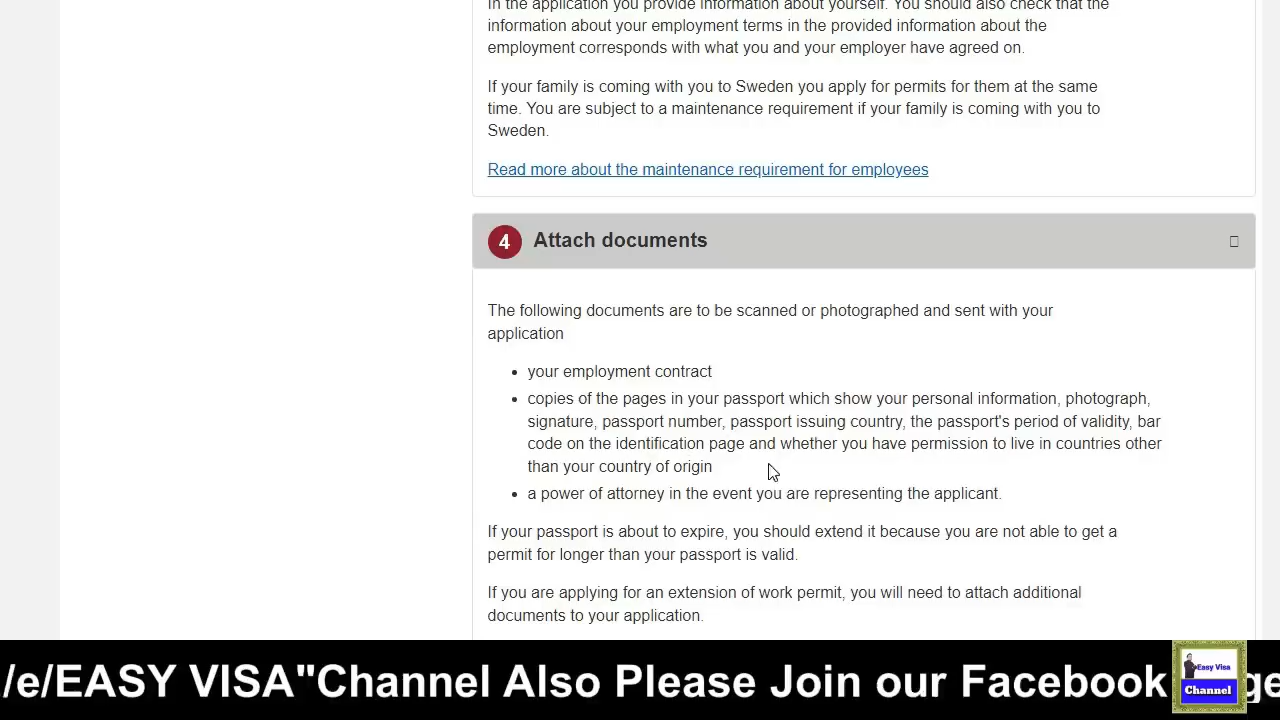 In the application you provide information about yourself. You should also check that the
information about your employment terms in the provided information about the
employment corresponds with what you and your employer have agreed on.
If your family is coming with you to Sweden you apply for permits for them at the same
time. You are subject to a maintenance requirement if your family is coming with you to
Sweden.
Read more about the maintenance requirement for employees
4 Attach documents
The following documents are to be scanned or photographed and sent with your
application
• your employment contract
• copies of the pages in your passport which show your personal information, photograph,
signature, passport number, passport issuing country, the passport's period of validity, bar
code on the identification page and whether you have permission to live in countries other
than your country of origin
• a power of attorney in the event you are representing the applicant.
If your passport is about to expire, you should extend it because you are not able to get a
permit for longer than your passport is valid.
If you are applying for an extension of work permit, you will need to attach additional
documents to your application.
/e/EASY VISA"Channel Also Please Join our Facebook
Easy Visa
Channel